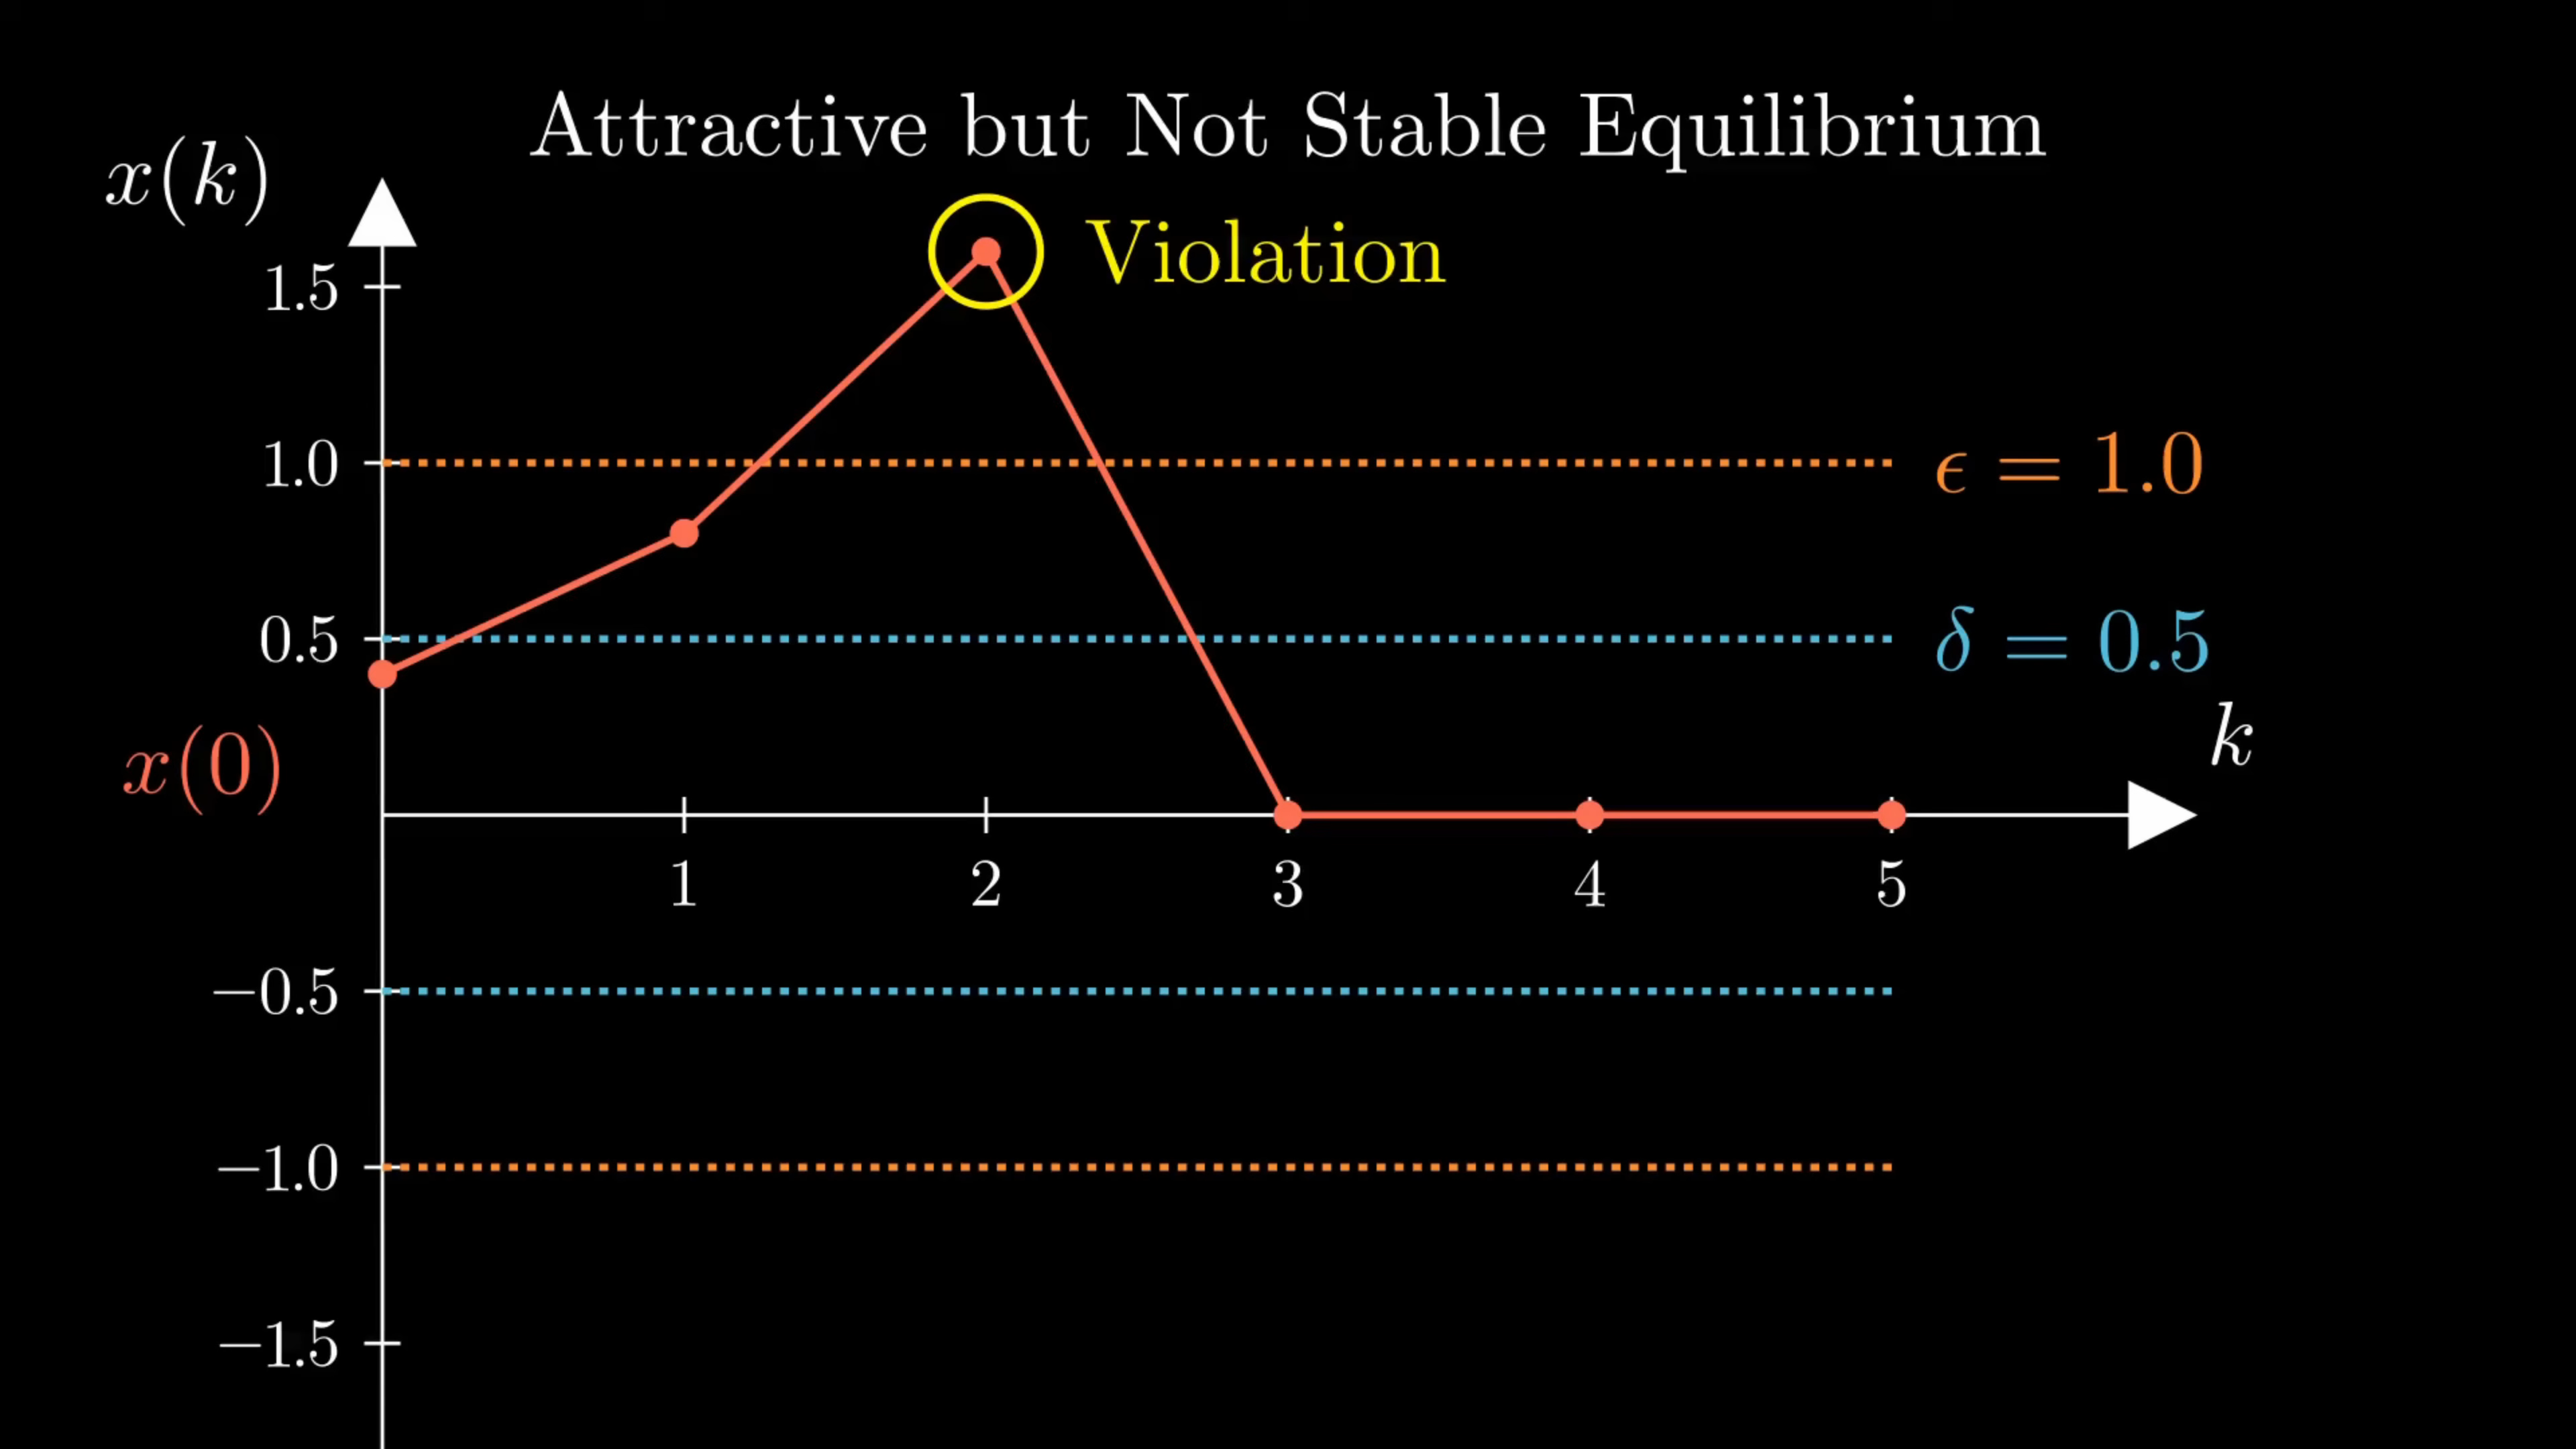 Attractive but Not Stable Equilibrium
x(k)
Violation
1.5
1.0
ϵ = 1.0
0.5
δ = 0.5
k
x(0)
1 2 3 4 5
−0.5
−1.0
−1.5